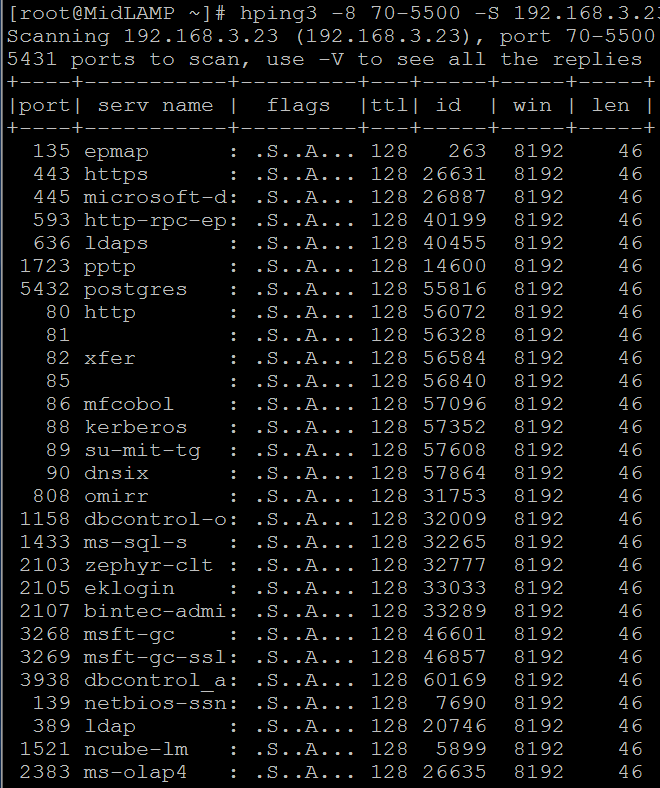 [root@MidLAMP ~]# hping3 -8 70-5500 -S 192.168.3.23
Scanning 192.168.3.23 (192.168.3.23), port 70-5500
5431 ports to scan, use -V to see all the replies
+----+-----------+---------+---+-----+-----+-----+
|port| serv name |  flags  |ttl| id  | win | len |
+----+-----------+---------+---+-----+-----+-----+
  135 epmap      : .S..A... 128   263  8192    46
  443 https      : .S..A... 128 26631  8192    46
  445 microsoft-d: .S..A... 128 26887  8192    46
  593 http-rpc-ep: .S..A... 128 40199  8192    46
  636 ldaps      : .S..A... 128 40455  8192    46
 1723 pptp       : .S..A... 128 14600  8192    46
 5432 postgres   : .S..A... 128 55816  8192    46
   80 http       : .S..A... 128 56072  8192    46
   81            : .S..A... 128 56328  8192    46
   82 xfer       : .S..A... 128 56584  8192    46
   85            : .S..A... 128 56840  8192    46
   86 mfcobol    : .S..A... 128 57096  8192    46
   88 kerberos   : .S..A... 128 57352  8192    46
   89 su-mit-tg  : .S..A... 128 57608  8192    46
   90 dnsix      : .S..A... 128 57864  8192    46
  808 omirr      : .S..A... 128 31753  8192    46
 1158 dbcontrol-o: .S..A... 128 32009  8192    46
 1433 ms-sql-s   : .S..A... 128 32265  8192    46
 2103 zephyr-clt : .S..A... 128 32777  8192    46
 2105 eklogin    : .S..A... 128 33033  8192    46
 2107 bintec-admi: .S..A... 128 33289  8192    46
 3268 msft-gc    : .S..A... 128 46601  8192    46
 3269 msft-gc-ssl: .S..A... 128 46857  8192    46
 3938 dbcontrol_a: .S..A... 128 60169  8192    46
  139 netbios-ssn: .S..A... 128  7690  8192    46
  389 ldap       : .S..A... 128 20746  8192    46
 1521 ncube-lm   : .S..A... 128  5899  8192    46
 2383 ms-olap4   : .S..A... 128 26635  8192    46